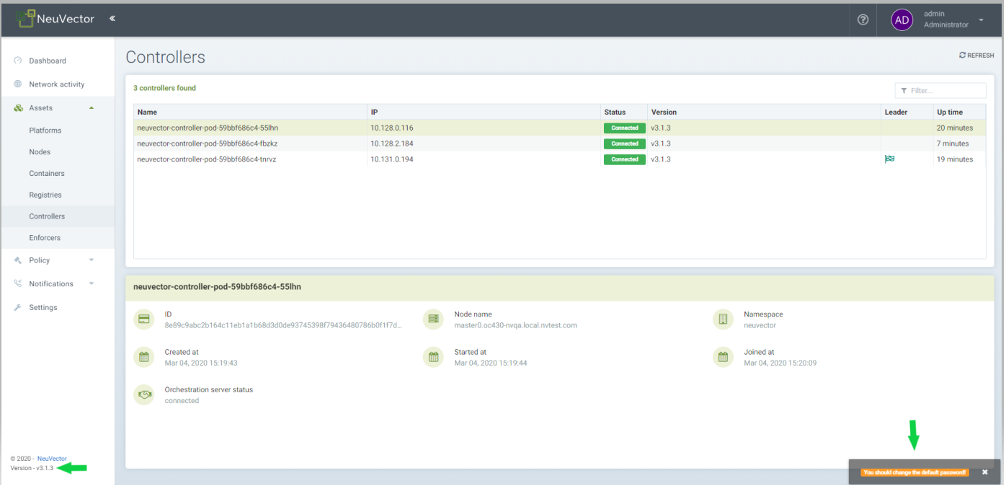 NeuVector «
AD admin
Administrator
Dashboard
Network activity
Assets
Platforms
Nodes
Containers
Registries
Controllers
Enforcers
Policy
Notifications
Settings
© 2020 - NeuVector
Version - v3.1.3
Controllers
REFRESH
3 controllers found
Filter...
Name IP Status Version Leader Up time
neuvector-controller-pod-59bbf686c4-55lhn 10.128.0.116 Connected v3.1.3 20 minutes
neuvector-controller-pod-59bbf686c4-fbzkz 10.128.2.184 Connected v3.1.3 7 minutes
neuvector-controller-pod-59bbf686c4-tnrvz 10.131.0.194 Connected v3.1.3 19 minutes
neuvector-controller-pod-59bbf686c4-55lhn
ID
8e89c9abc2b164c11eb1a1b68d3d0de93745398f79436480786b0f1f7d...
Node name
master0.oc430-nvqa.local.nvtest.com
Namespace
neuvector
Created at
Mar 04, 2020 15:19:43
Started at
Mar 04, 2020 15:19:44
Joined at
Mar 04, 2020 15:20:09
Orchestration server status
connected
You should change the default password!